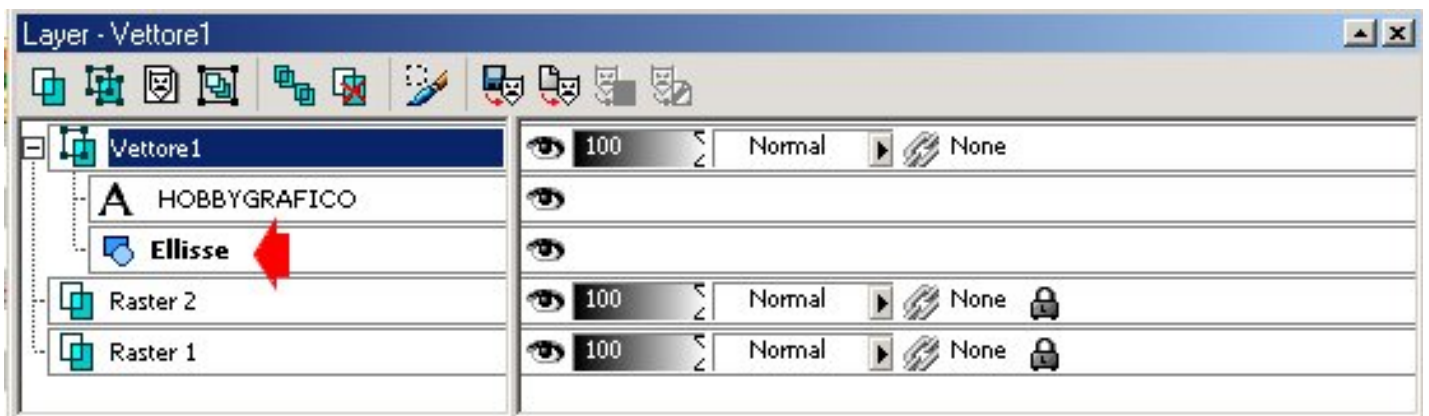 Layer - Vettore1
Vettore1 100 Normal None
A HOBBYGRAFICO
Ellisse
Raster 2 100 Normal None
Raster 1 100 Normal None